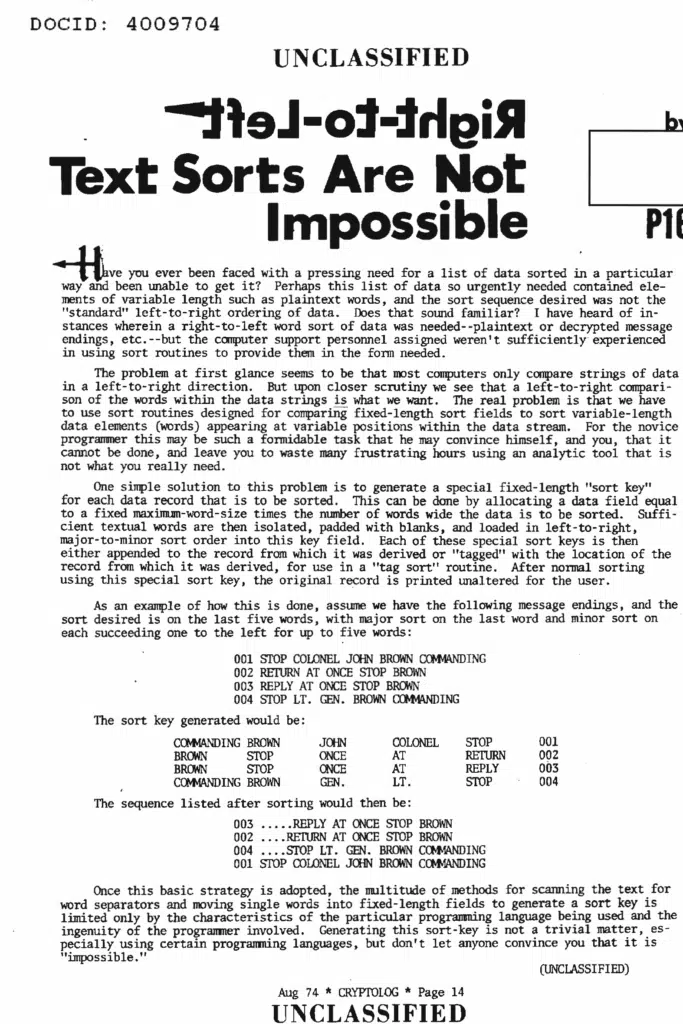 DOCID: 4009704
UNCLASSIFIED
Right-to-Left
Text Sorts Are Not
Impossible
by
P16
Have you ever been faced with a pressing need for a list of data sorted in a particular
way and been unable to get it? Perhaps this list of data so urgently needed contained ele-
ments of variable length such as plaintext words, and the sort sequence desired was not the
"standard" left-to-right ordering of data. Does that sound familiar? I have heard of in-
stances wherein a right-to-left word sort of data was needed--plaintext or decrypted message
endings, etc.--but the computer support personnel assigned weren't sufficiently experienced
in using sort routines to provide them in the form needed.
The problem at first glance seems to be that most computers only compare strings of data
in a left-to-right direction. But upon closer scrutiny we see that a left-to-right compari-
son of the words within the data strings is what we want. The real problem is that we have
to use sort routines designed for comparing fixed-length sort fields to sort variable-length
data elements (words) appearing at variable positions within the data stream. For the novice
programmer this may be such a formidable task that he may convince himself, and you, that it
cannot be done, and leave you to waste many frustrating hours using an analytic tool that is
not what you really need.
One simple solution to this problem is to generate a special fixed-length "sort key"
for each data record that is to be sorted. This can be done by allocating a data field equal
to a fixed maximum-word-size times the number of words wide the data is to be sorted. Suffi-
cient textual words are then isolated, padded with blanks, and loaded in left-to-right,
major-to-minor sort order into this key field. Each of these special sort keys is then
either appended to the record from which it was derived or "tagged" with the location of the
record from which it was derived, for use in a "tag sort" routine. After normal sorting
using this special sort key, the original record is printed unaltered for the user.
As an example of how this is done, assume we have the following message endings, and the
sort desired is on the last five words, with major sort on the last word and minor sort on
each succeeding one to the left for up to five words:
001 STOP COLONEL JOHN BROWN COMMANDING
002 RETURN AT ONCE STOP BROWN
003 REPLY AT ONCE STOP BROWN
004 STOP LT. GEN. BROWN COMMANDING
The sort key generated would be:
COMMANDING BROWN JOHN COLONEL STOP 001
BROWN STOP ONCE AT RETURN 002
BROWN STOP ONCE AT REPLY 003
COMMANDING BROWN GEN. LT. STOP 004
The sequence listed after sorting would then be:
003 .....REPLY AT ONCE STOP BROWN
002 ....RETURN AT ONCE STOP BROWN
004 ....STOP LT. GEN. BROWN COMMANDING
001 STOP COLONEL JOHN BROWN COMMANDING
Once this basic strategy is adopted, the multitude of methods for scanning the text for
word separators and moving single words into fixed-length fields to generate a sort key is
limited only by the characteristics of the particular programming language being used and the
ingenuity of the programmer involved. Generating this sort-key is not a trivial matter, es-
pecially using certain programming languages, but don't let anyone convince you that it is
"impossible."
(UNCLASSIFIED)
Aug 74 * CRYPTOLOG * Page 14
UNCLASSIFIED